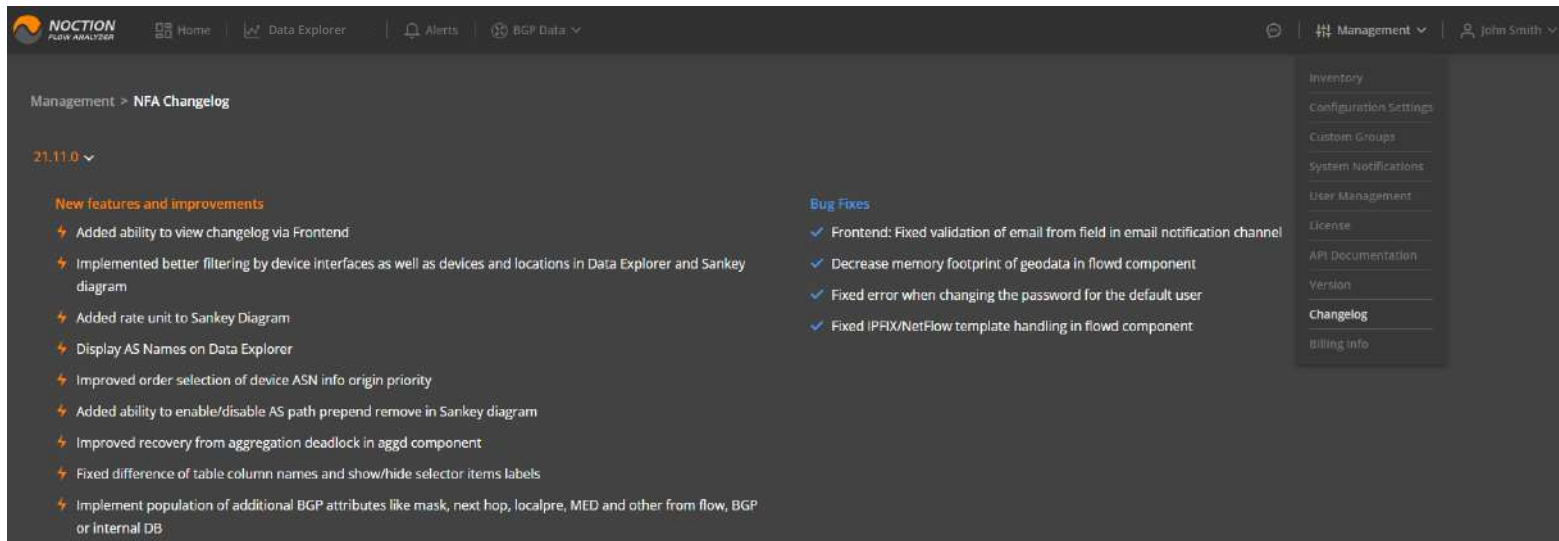 NOCTION
FLOW ANALYZER
Home
Data Explorer
Alerts
BGP Data
Management
John Smith
Management > NFA Changelog
21.11.0
New features and improvements
Added ability to view changelog via Frontend
Implemented better filtering by device interfaces as well as devices and locations in Data Explorer and Sankey
diagram
Added rate unit to Sankey Diagram
Display AS Names on Data Explorer
Improved order selection of device ASN info origin priority
Added ability to enable/disable AS path prepend remove in Sankey diagram
Improved recovery from aggregation deadlock in aggd component
Fixed difference of table column names and show/hide selector items labels
Implement population of additional BGP attributes like mask, next hop, localpre, MED and other from flow, BGP
or internal DB
Bug Fixes
Frontend: Fixed validation of email from field in email notification channel
Decrease memory footprint of geodata in flowd component
Fixed error when changing the password for the default user
Fixed IPFIX/NetFlow template handling in flowd component
Inventory
Configuration Settings
Custom Groups
System Notifications
User Management
License
API Documentation
Version
Changelog
Billing Info